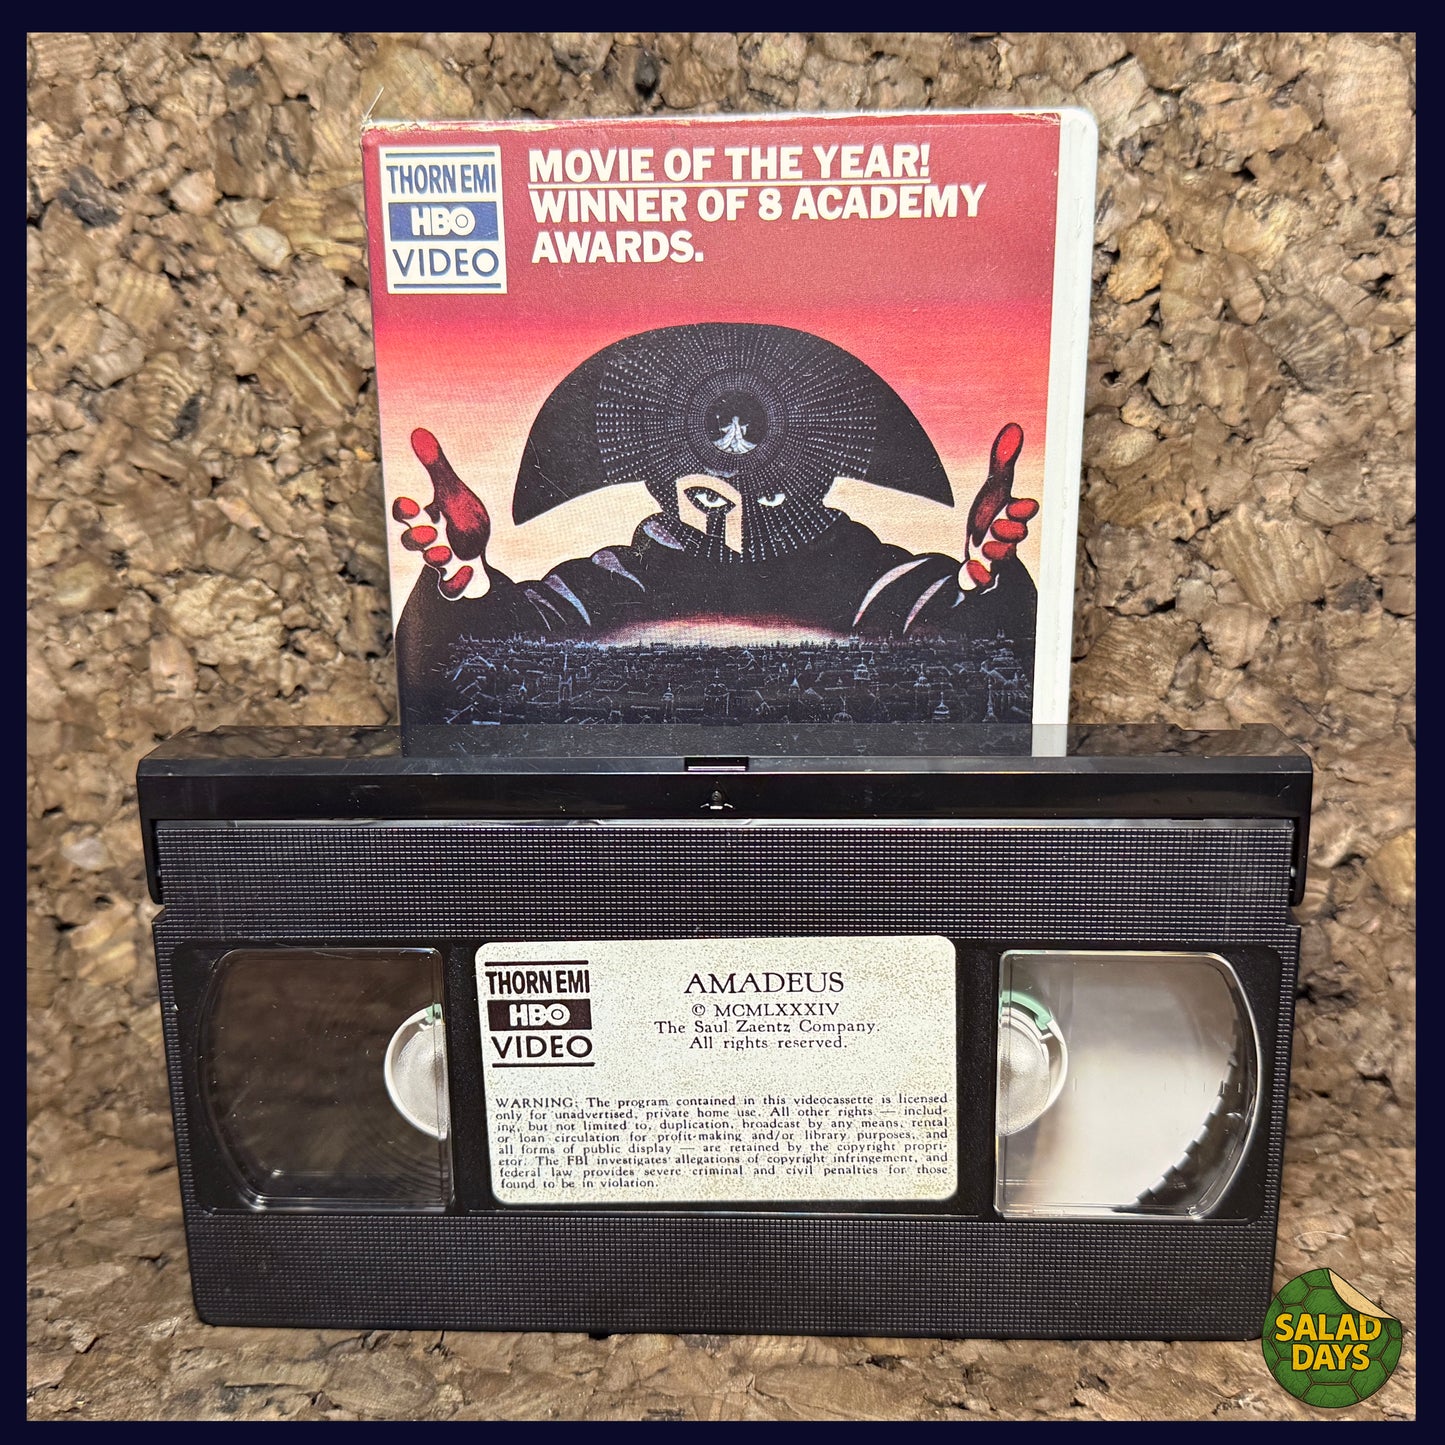 THORN EMI
HBO
VIDEO
MOVIE OF THE YEAR!
WINNER OF 8 ACADEMY
AWARDS.
THORN EMI
HBO
VIDEO
AMADEUS
© MCMLXXXIV
The Saul Zaentz Company.
All rights reserved.
WARNING: The program contained in this videocassette is licensed
only for unadvertised, private home use. All other rights — includ-
ing, but not limited to, duplication, broadcast by any means, rental
or loan circulation for profit-making and/or library purposes, and
all forms of public display — are retained by the copyright propri-
etor. The FBI investigates allegations of copyright infringement, and
federal law provides severe criminal and civil penalties for those
found to be in violation.
SALAD
DAYS